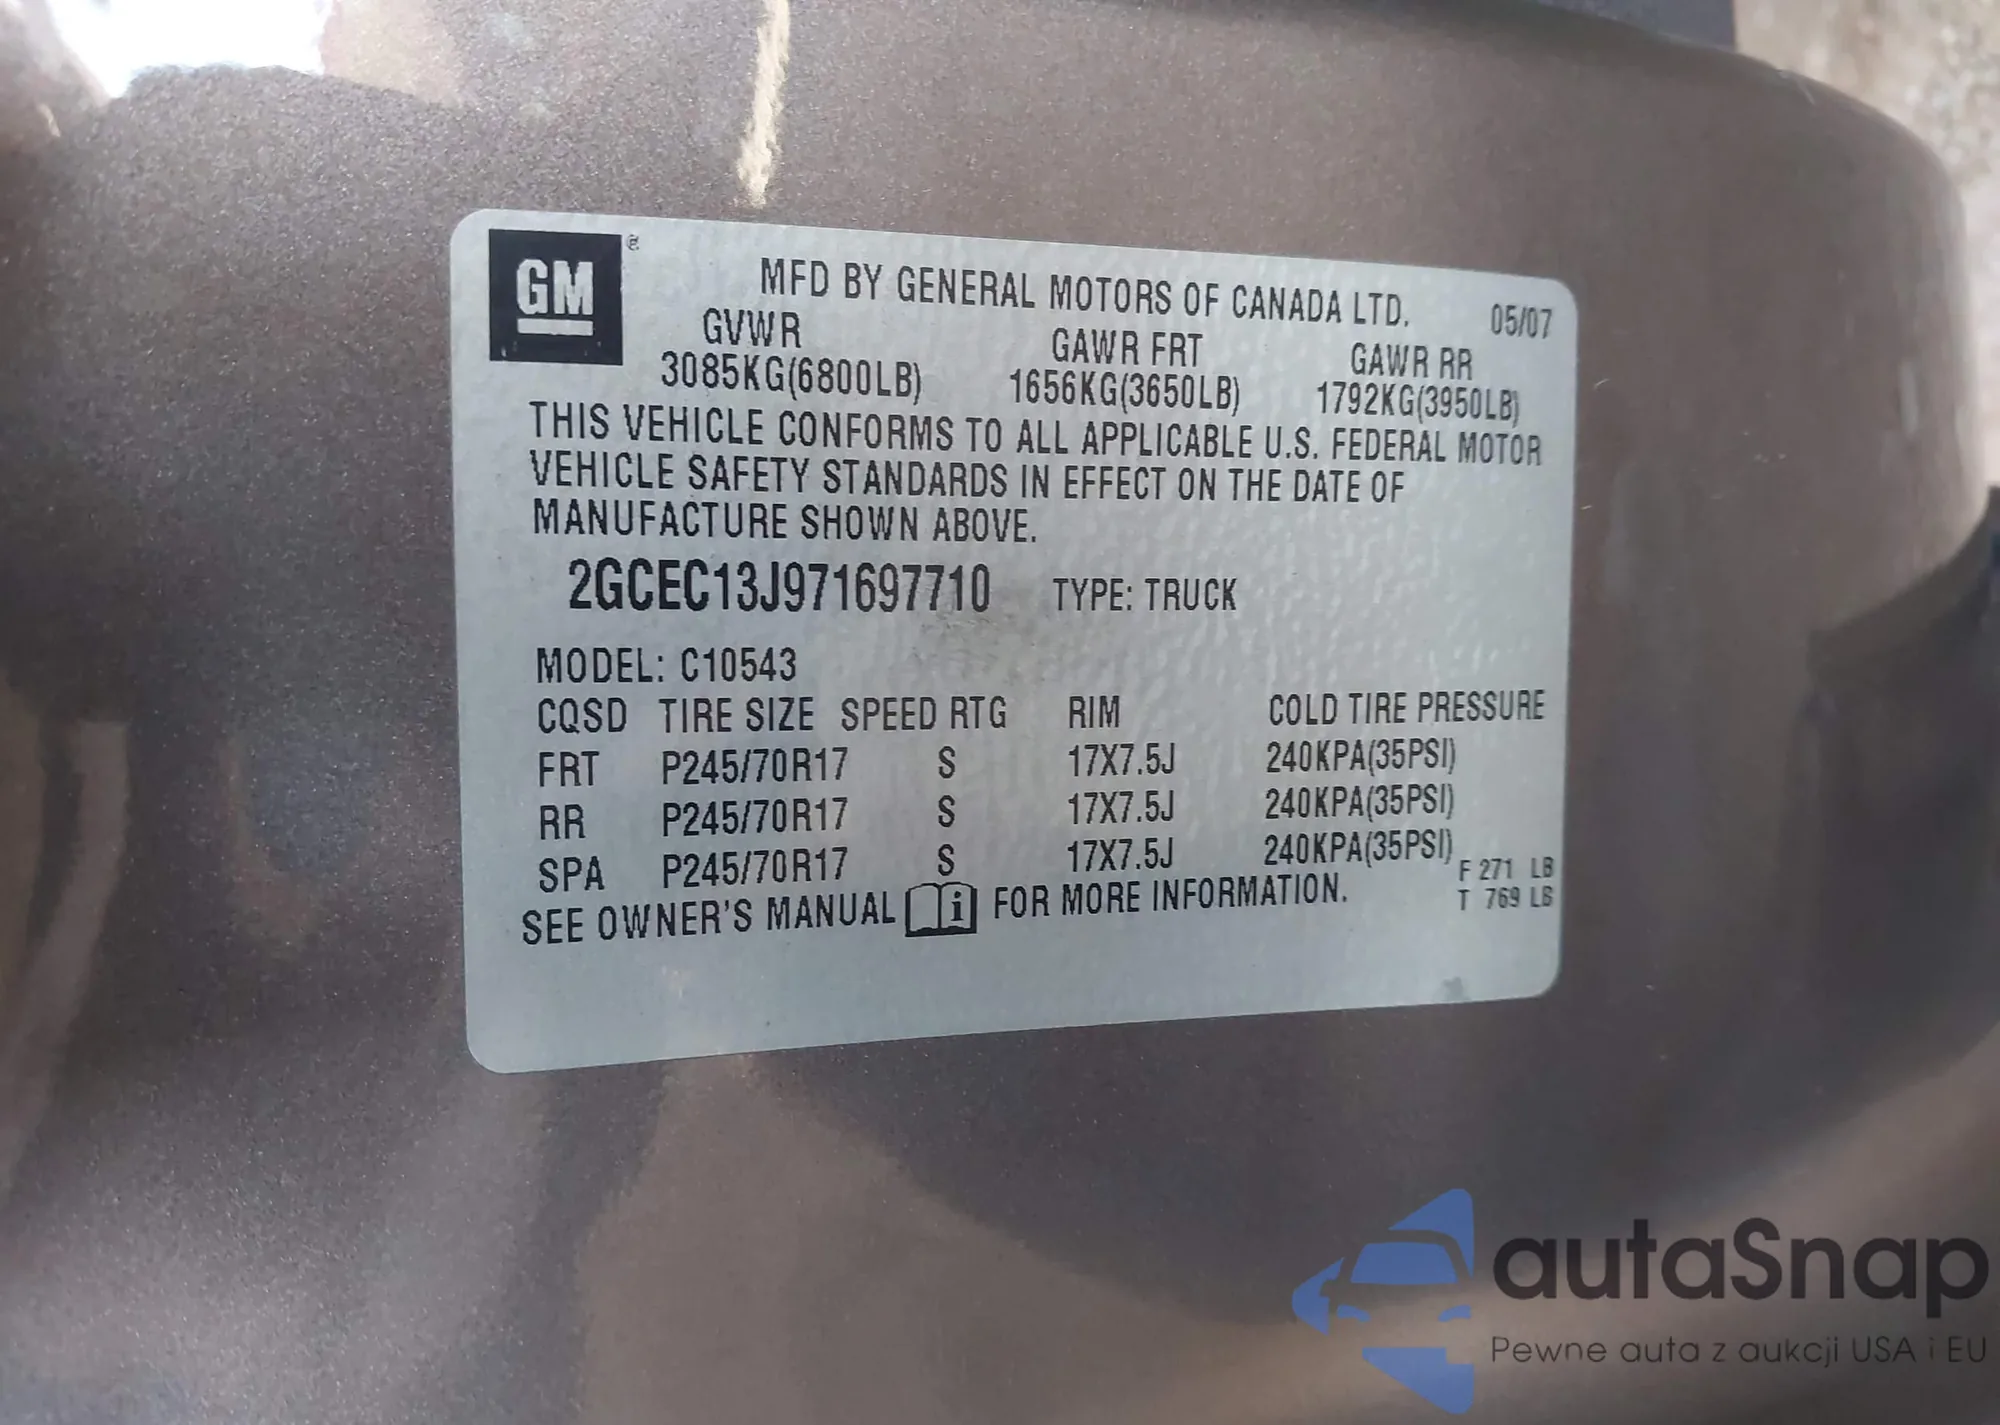 GM ®
MFD BY GENERAL MOTORS OF CANADA LTD. 05/07
GVWR GAWR FRT GAWR RR
3085KG(6800LB) 1656KG(3650LB) 1792KG(3950LB)
THIS VEHICLE CONFORMS TO ALL APPLICABLE U.S. FEDERAL MOTOR
VEHICLE SAFETY STANDARDS IN EFFECT ON THE DATE OF
MANUFACTURE SHOWN ABOVE.
2GCEC13J971697710 TYPE: TRUCK
MODEL: C10543
CQSD TIRE SIZE SPEED RTG RIM COLD TIRE PRESSURE
FRT P245/70R17 S 17X7.5J 240KPA(35PSI)
RR P245/70R17 S 17X7.5J 240KPA(35PSI)
SPA P245/70R17 S 17X7.5J 240KPA(35PSI)
F 271 LB
T 769 LB
SEE OWNER'S MANUAL i FOR MORE INFORMATION.
autaSnap
Pewne auta z aukcji USA i EU